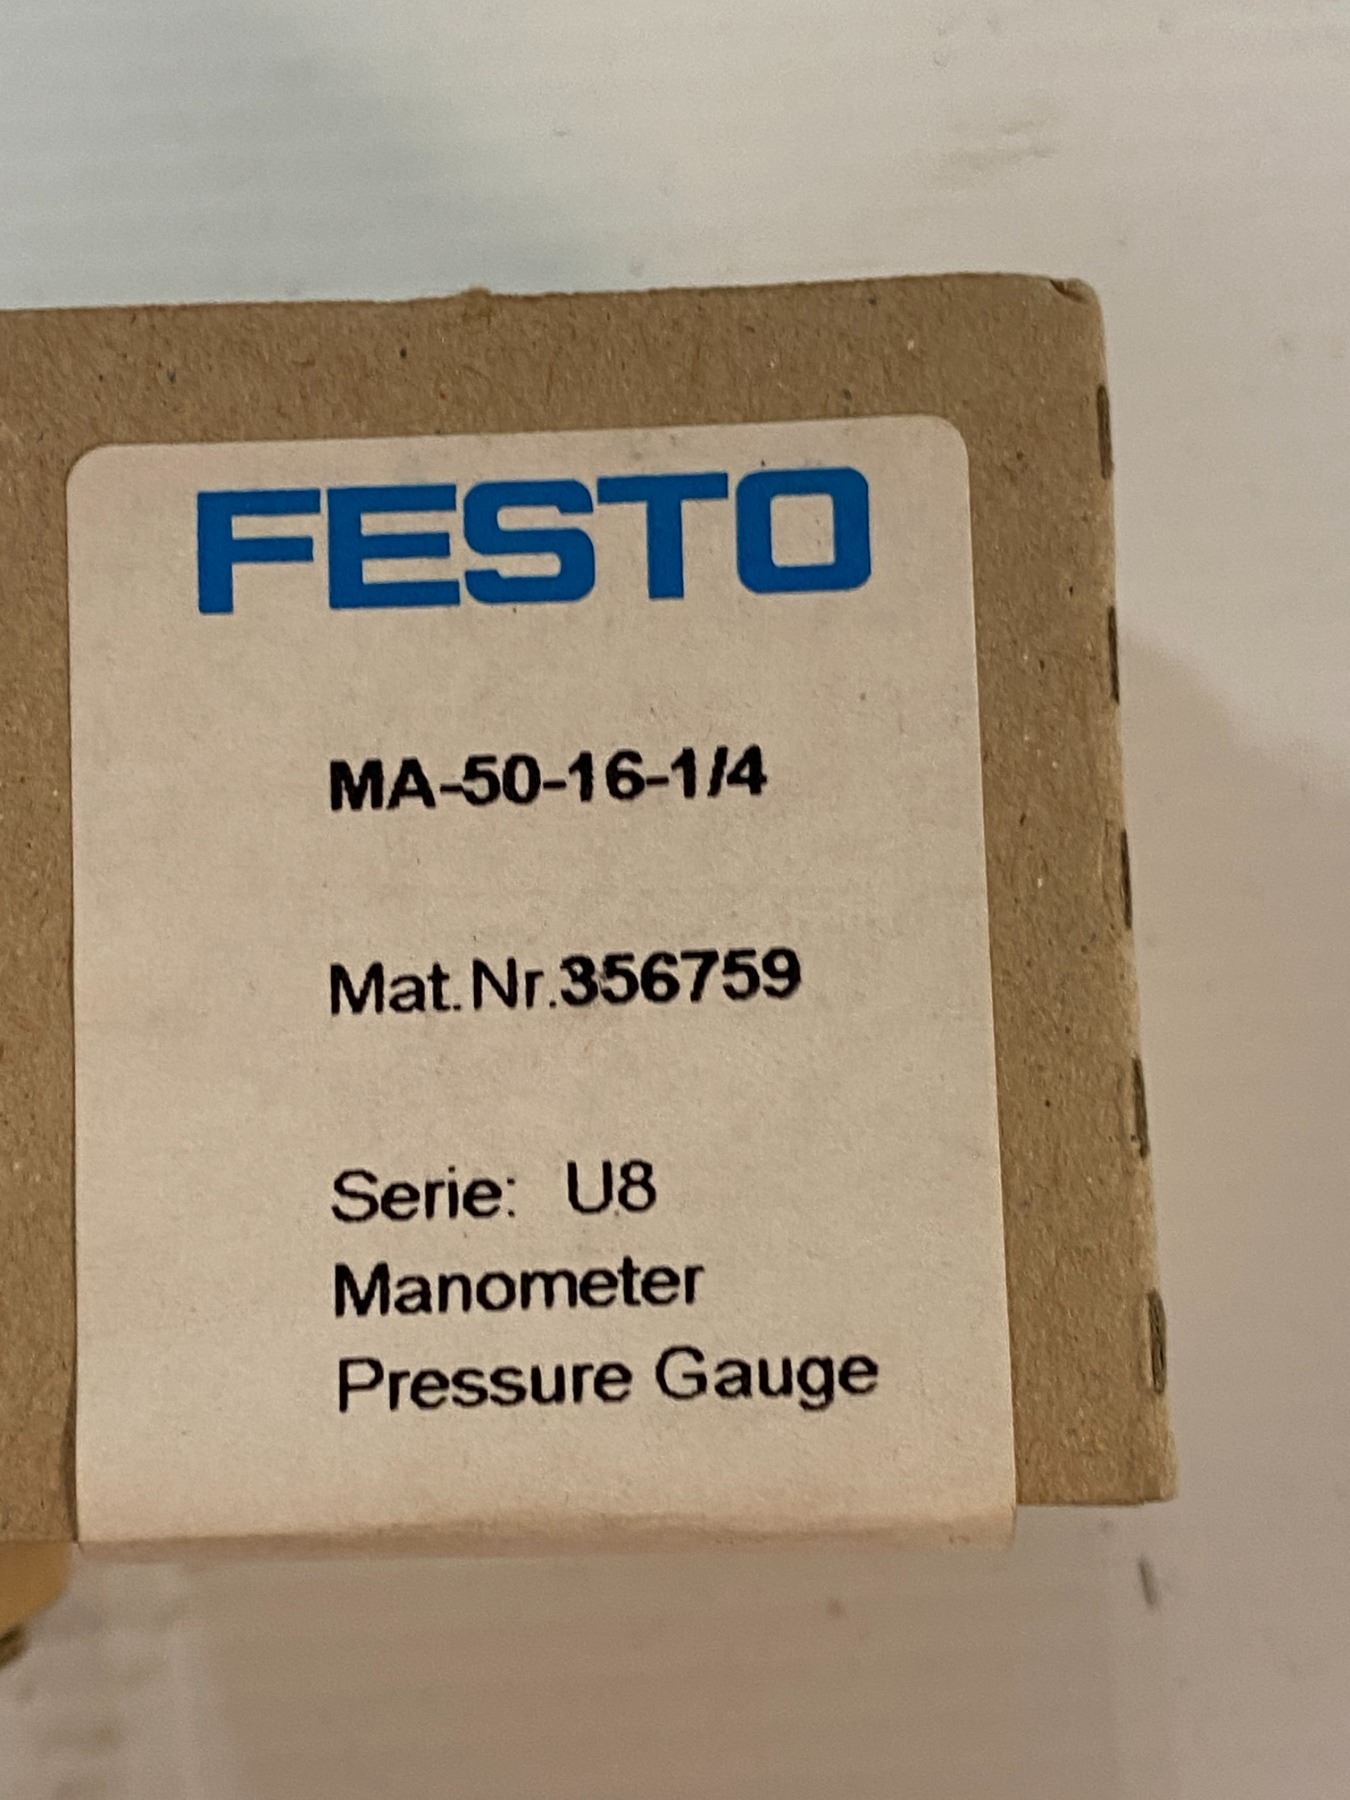 FESTO
MA-50-16-1/4
Mat.Nr.356759
Serie: U8
Manometer
Pressure Gauge